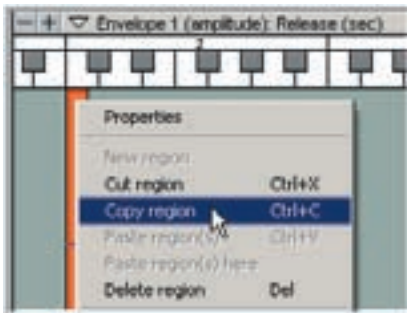 Envelope 1 (amplitude): Release (sec)
2
Properties
New region
Cut region Ctrl+X
Copy region Ctrl+C
Paste region(s) Ctrl+V
Paste region(s) here
Delete region Del